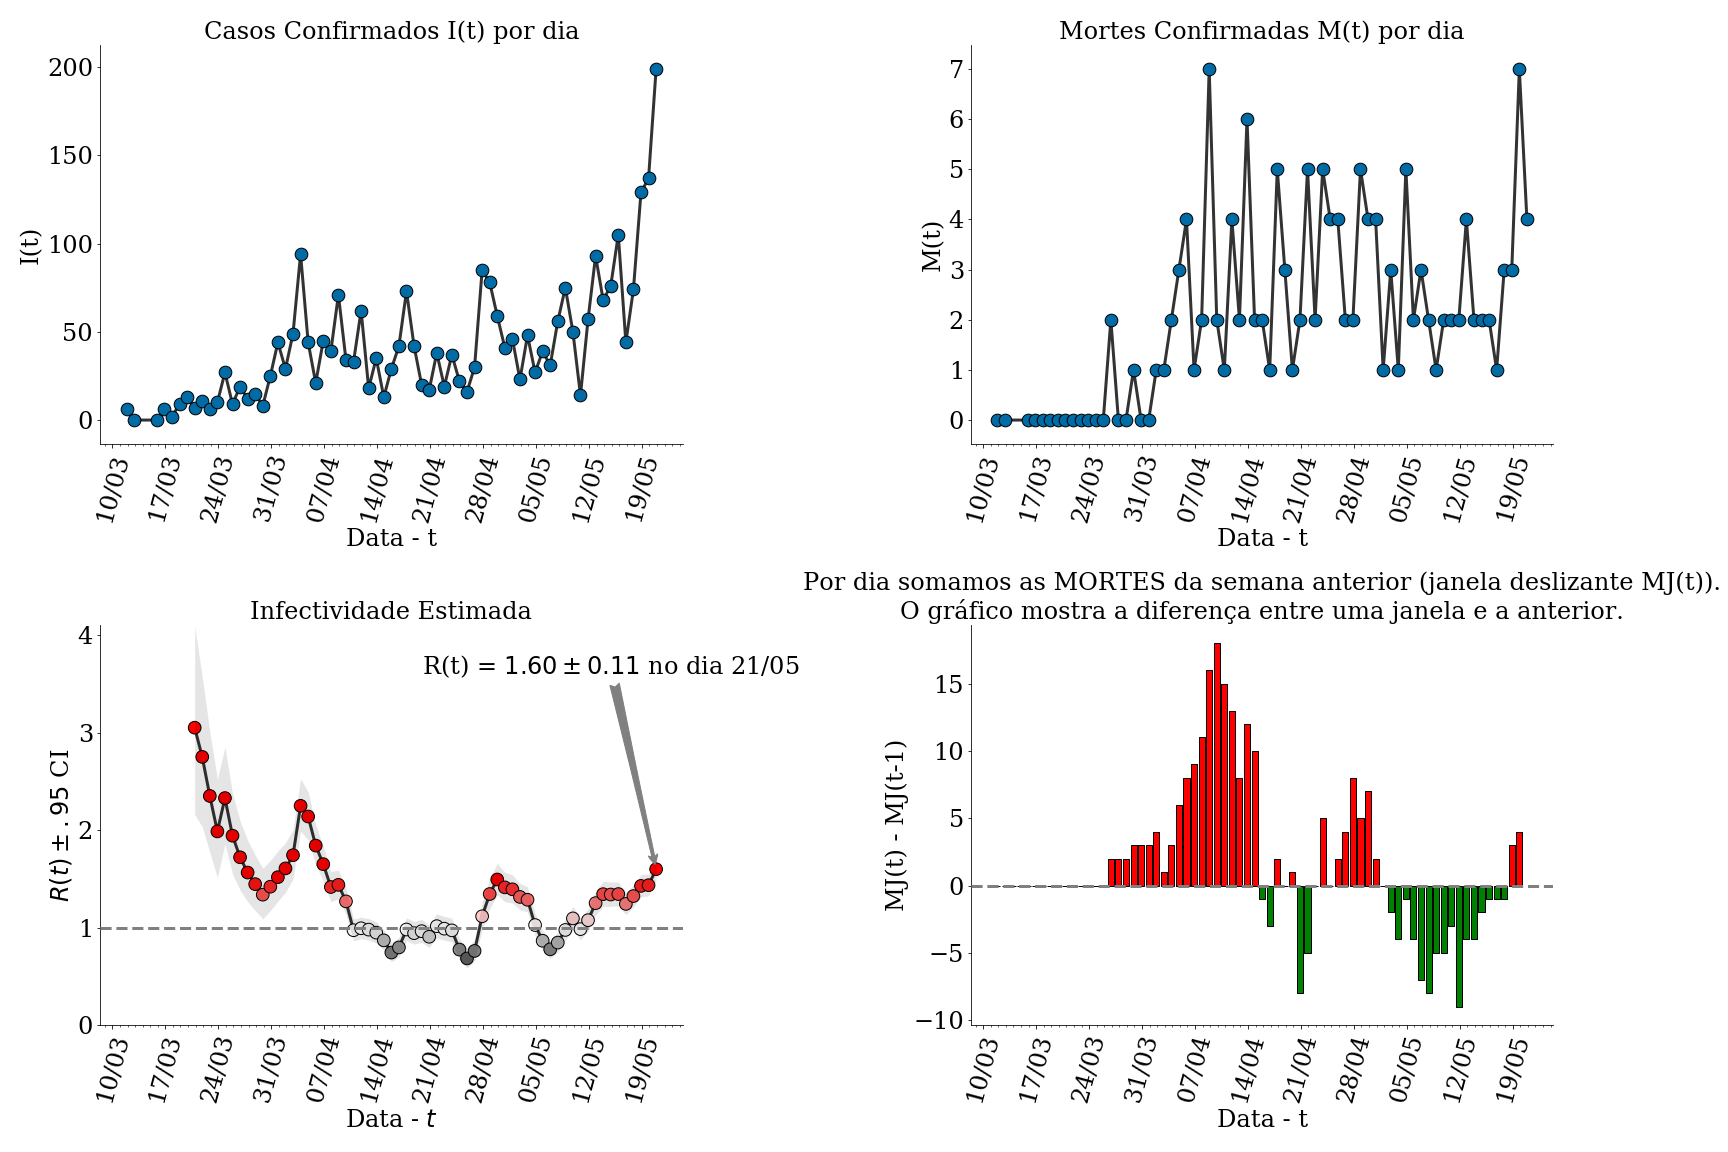 Casos Confirmados I(t) por dia
I(t)
200
150
100
50
0
10/03 17/03 24/03 31/03 07/04 14/04 21/04 28/04 05/05 12/05 19/05
Data - t
Mortes Confirmadas M(t) por dia
M(t)
7
6
5
4
3
2
1
0
10/03 17/03 24/03 31/03 07/04 14/04 21/04 28/04 05/05 12/05 19/05
Data - t
Infectividade Estimada
R(t) = 1.60 ± 0.11 no dia 21/05
R(t) ± .95 CI
4
3
2
1
0
10/03 17/03 24/03 31/03 07/04 14/04 21/04 28/04 05/05 12/05 19/05
Data - t
Por dia somamos as MORTES da semana anterior (janela deslizante MJ(t)).
O gráfico mostra a diferença entre uma janela e a anterior.
MJ(t) - MJ(t-1)
15
10
5
0
−5
−10
10/03 17/03 24/03 31/03 07/04 14/04 21/04 28/04 05/05 12/05 19/05
Data - t